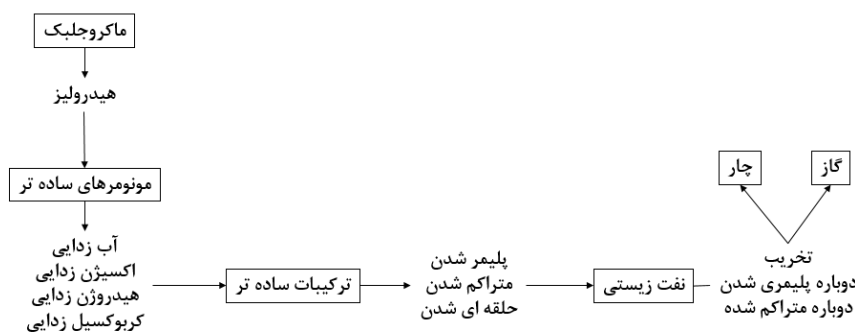 ماکروجلبک
هیدرولیز
مونومرهای ساده تر
آب زدایی
اکسیژن زدایی
هیدروژن زدایی
کربوکسیل زدایی
ترکیبات ساده تر
پلیمر شدن
متراکم شدن
حلقه ای شدن
نفت زیستی
تخریب
دوباره پلیمری شدن
دوباره متراکم شده
چار
گاز